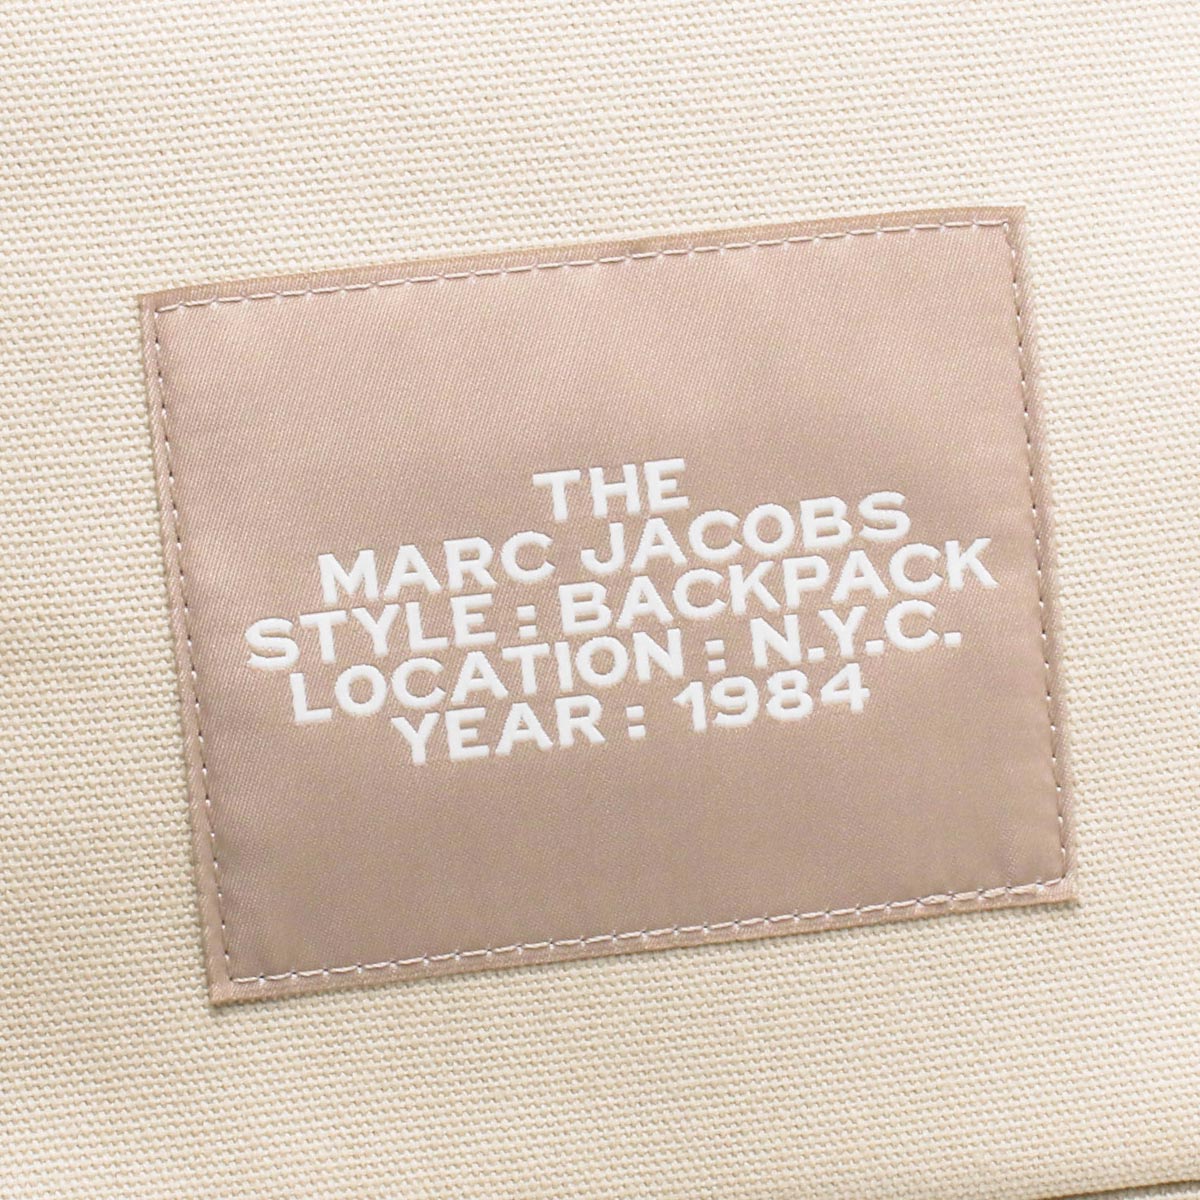 THE
MARC JACOBS
STYLE : BACKPACK
LOCATION : N.Y.C.
YEAR : 1984